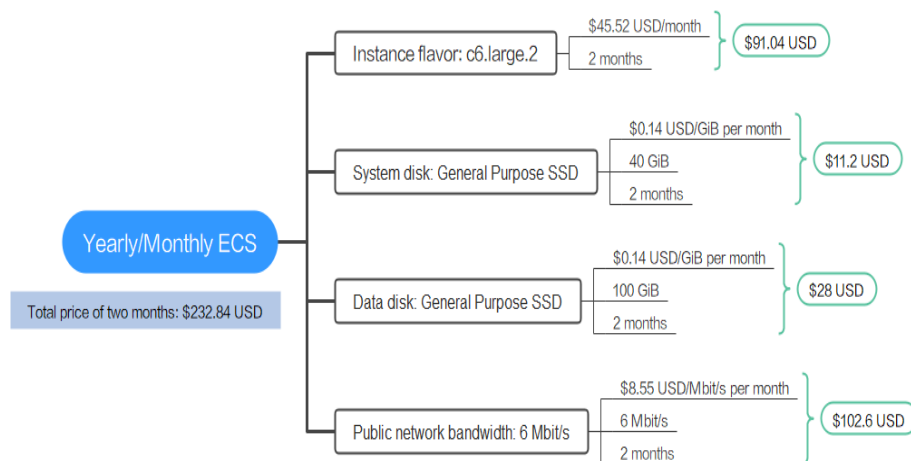 Yearly/Monthly ECS
Total price of two months: $232.84 USD
Instance flavor: c6.large.2
$45.52 USD/month
2 months
$91.04 USD
System disk: General Purpose SSD
$0.14 USD/GiB per month
40 GiB
2 months
$11.2 USD
Data disk: General Purpose SSD
$0.14 USD/GiB per month
100 GiB
2 months
$28 USD
Public network bandwidth: 6 Mbit/s
$8.55 USD/Mbit/s per month
6 Mbit/s
2 months
$102.6 USD